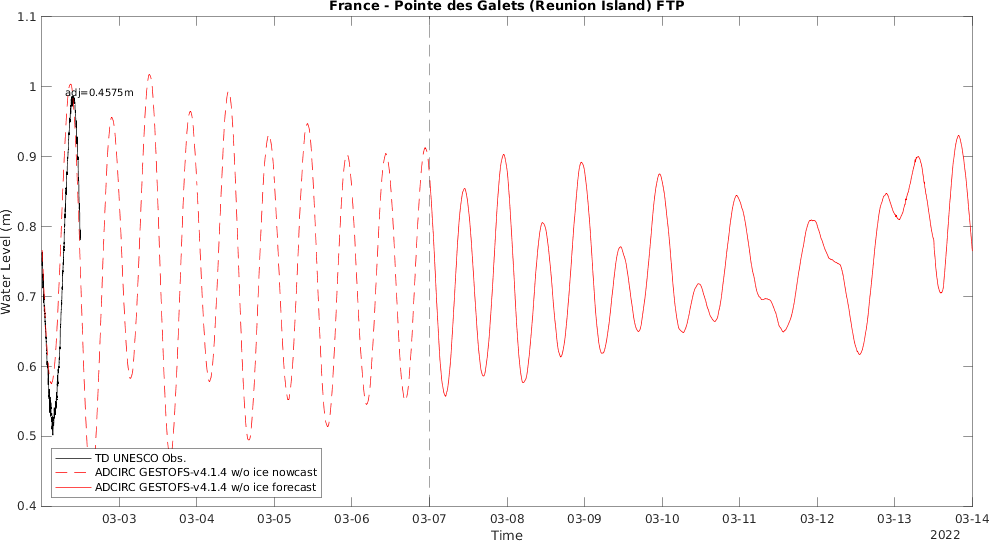 France - Pointe des Galets (Reunion Island) FTP
1.1
1
0.9
0.8
0.7
0.6
0.5
0.4
Water Level (m)
adj=0.4575m
TD UNESCO Obs.
ADCIRC GESTOFS-v4.1.4 w/o ice nowcast
ADCIRC GESTOFS-v4.1.4 w/o ice forecast
03-03 03-04 03-05 03-06 03-07 03-08 03-09 03-10 03-11 03-12 03-13 03-14
Time
2022